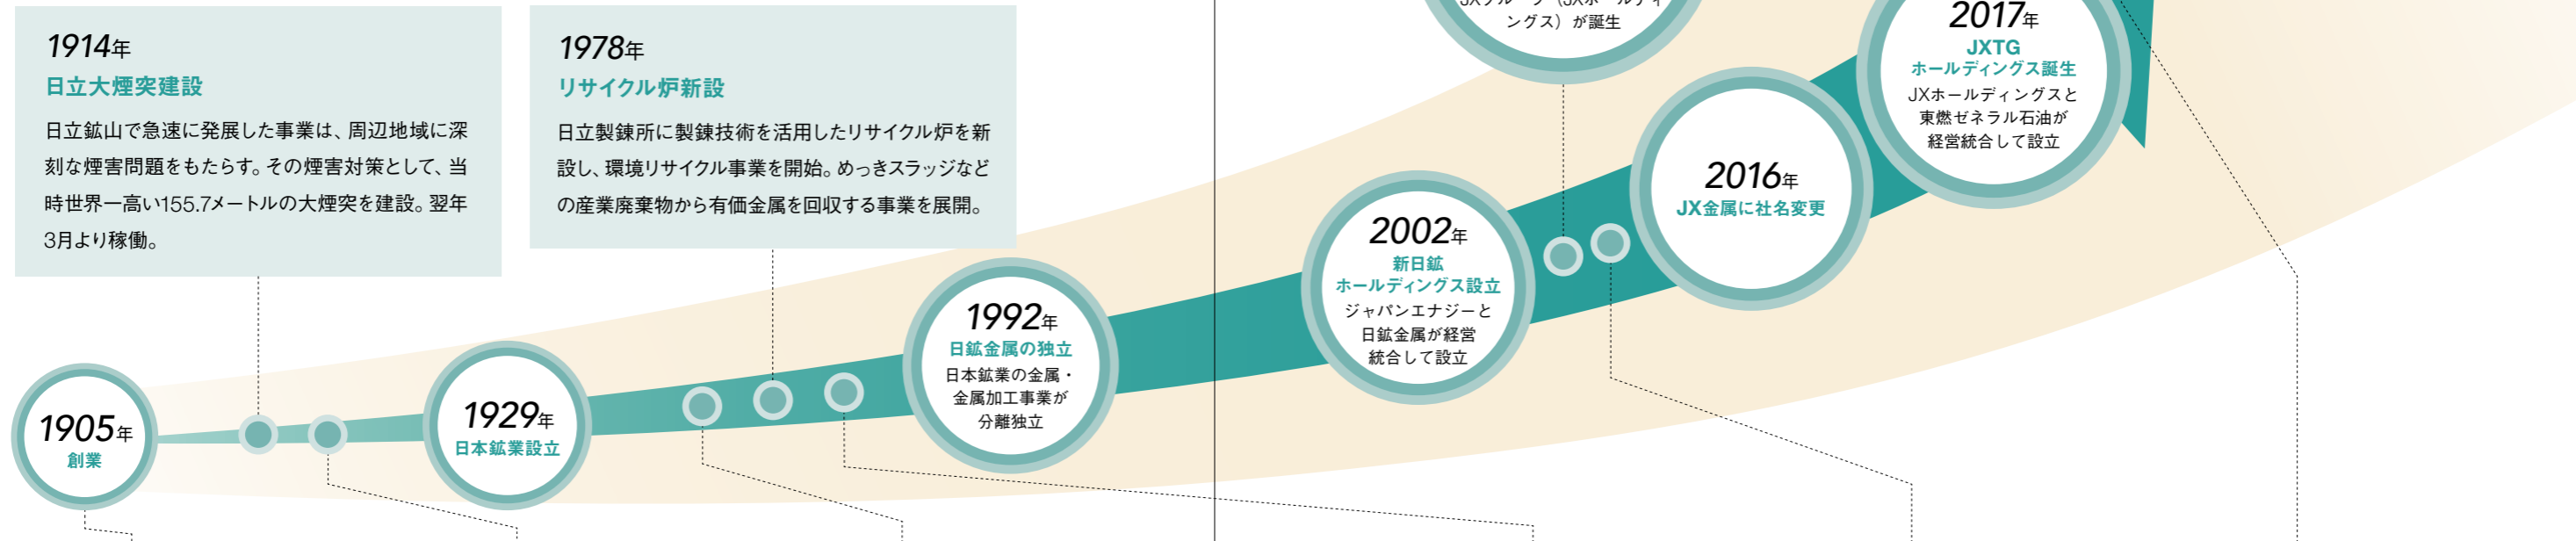 1914年
日立大煙突建設
日立鉱山で急速に発展した事業は、周辺地域に深
刻な煙害問題をもたらす。その煙害対策として、当
時世界一高い155.7メートルの大煙突を建設。翌年
3月より稼働。
1978年
リサイクル炉新設
日立製錬所に製錬技術を活用したリサイクル炉を新
設し、環境リサイクル事業を開始。めっきスラッジなど
の産業廃棄物から有価金属を回収する事業を展開。
1905年
創業
1929年
日本鉱業設立
1992年
日鉱金属の独立
日本鉱業の金属・
金属加工事業が
分離独立
2002年
新日鉱
ホールディングス設立
ジャパンエナジーと
日鉱金属が経営
統合して設立
ングス）が誕生
2016年
JX金属に社名変更
2017年
JXTG
ホールディングス誕生
JXホールディングスと
東燃ゼネラル石油が
経営統合して設立